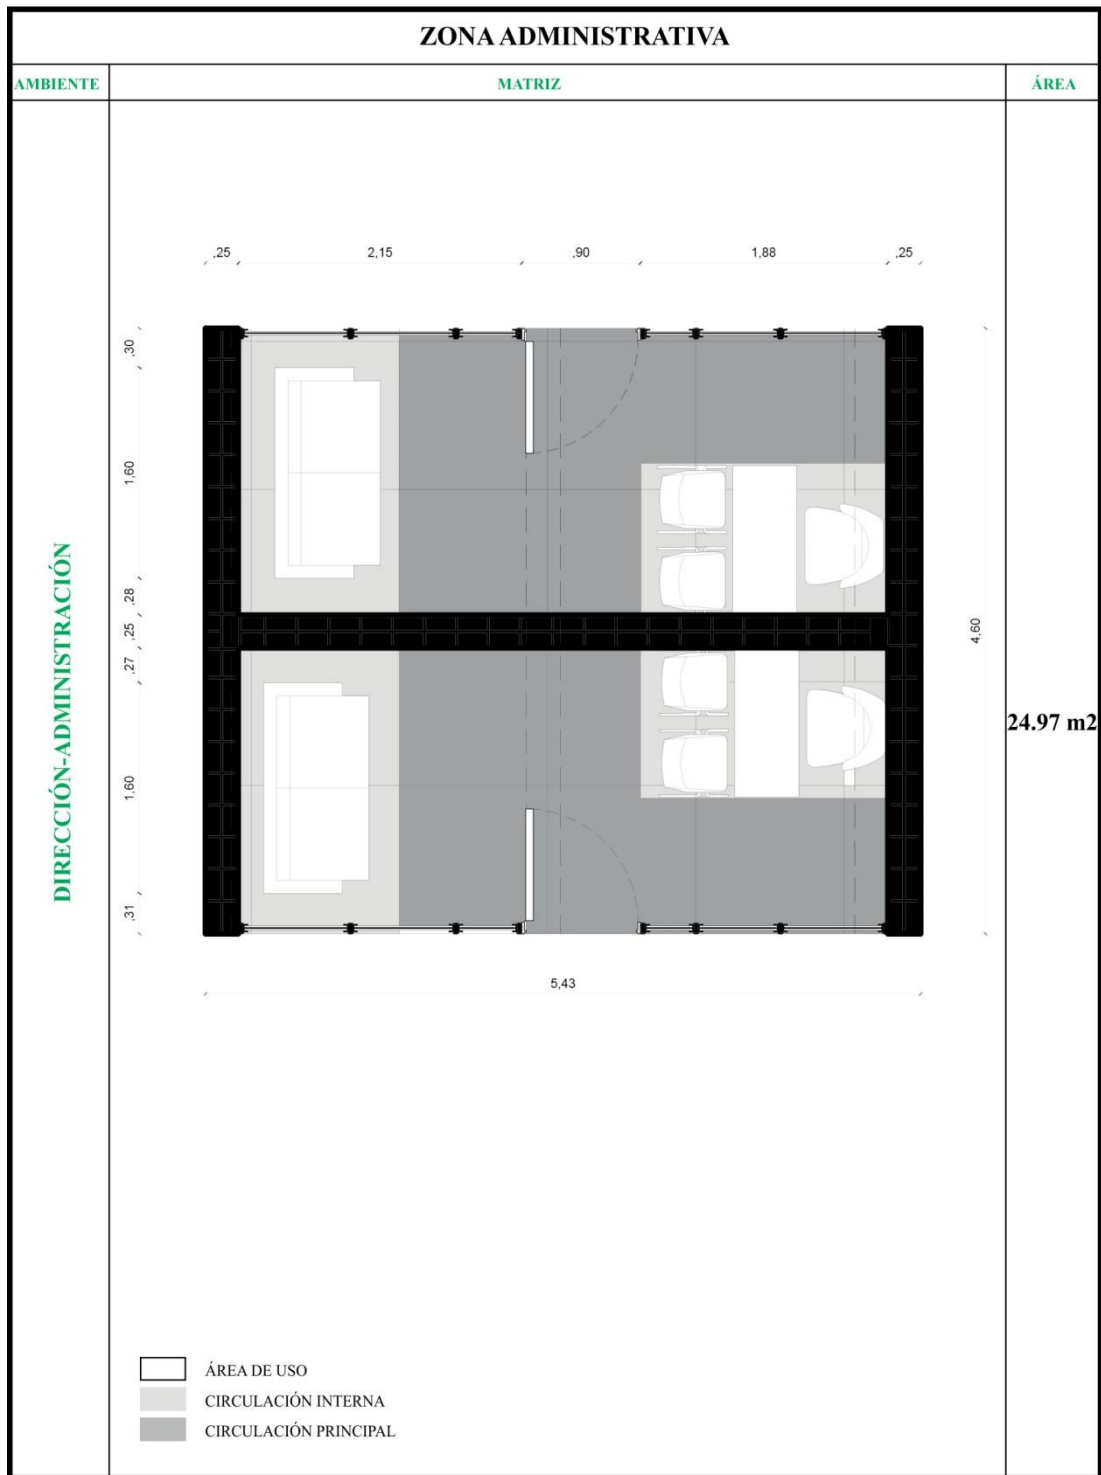 ZONA ADMINISTRATIVA
AMBIENTE
MATRIZ
ÁREA
,25
2,15
,90
1,88
,25
,30
1,60
,28
,25
,27
1,60
,31
4,60
5,43
DIRECCIÓN-ADMINISTRACIÓN
24.97 m2
ÁREA DE USO
CIRCULACIÓN INTERNA
CIRCULACIÓN PRINCIPAL